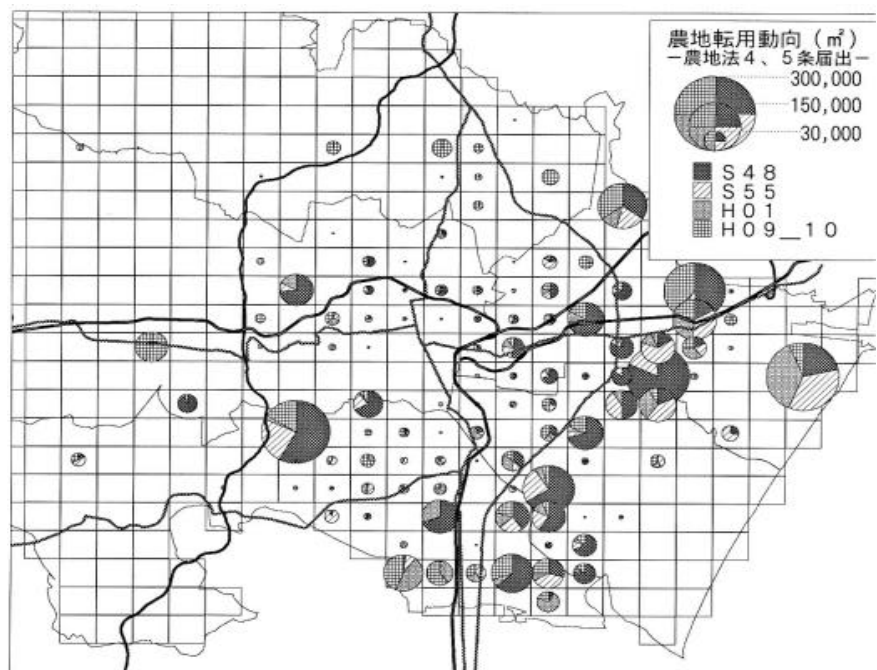 農地転用動向（㎡）
－農地法４、５条届出－
300,000
150,000
30,000
Ｓ４８
Ｓ５５
Ｈ０１
Ｈ０９＿１０